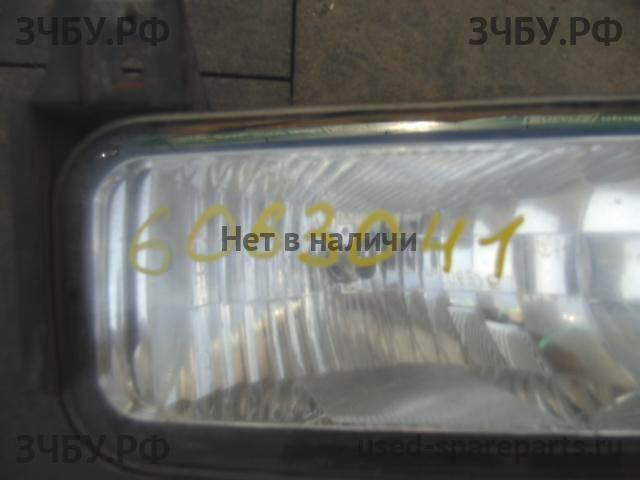 ЗЧБУ.РФ ЗЧБУ.РФ
6063041
Нет в наличи
ЗЧБУ.РФ used-spareparts.ru